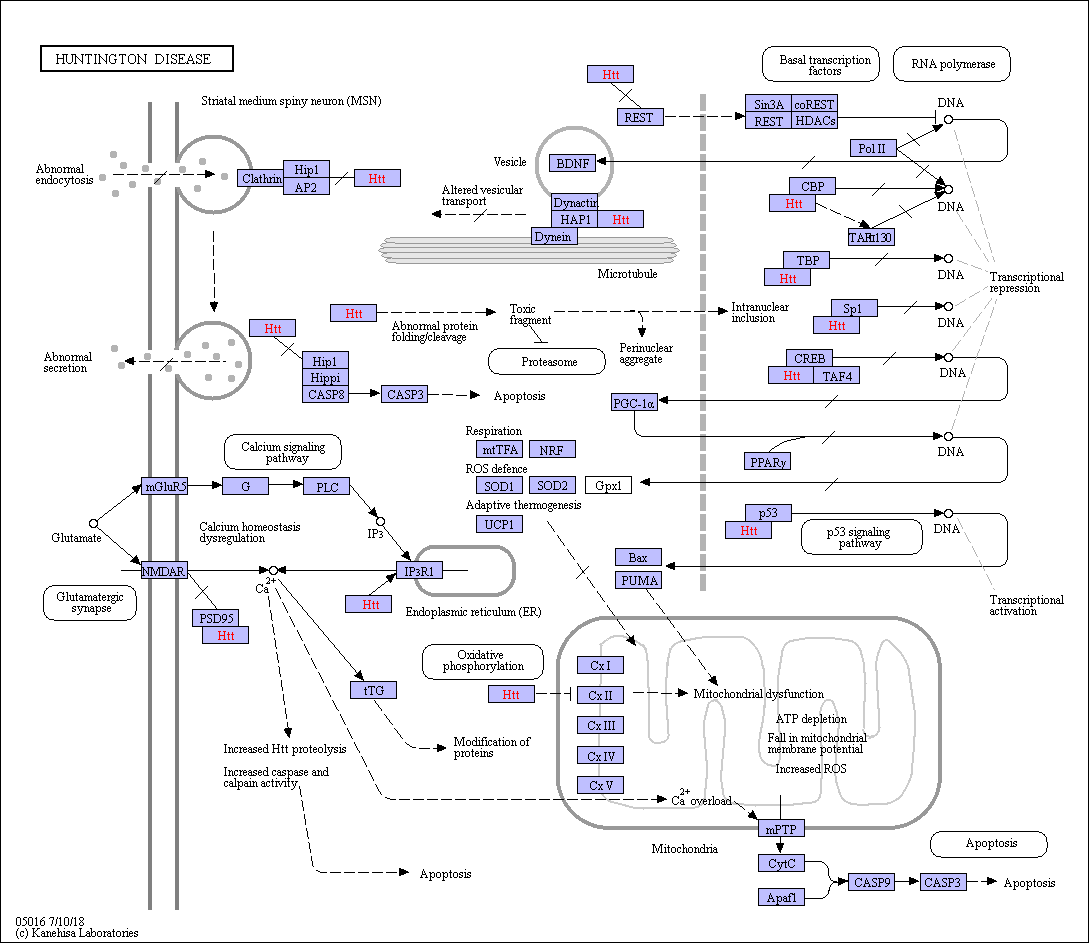 HUNTINGTON DISEASE
Striatal medium spiny neuron (MSN)
Htt
REST
Basal transcription
factors
RNA polymerase
Sin3A
coREST
REST
HDACs
DNA
Abnormal
endocytosis
Clathrin
Hip1
AP2
Htt
Vesicle
BDNF
Altered vesicular
transport
Dynactin
HAP1
Htt
Dynein
Microtubule
Pol II
CBP
Htt
DNA
TBP
Htt
DNA
Transcriptional
repression
Htt
Abnormal protein
folding/cleavage
Toxic
fragment
Intranuclear
inclusion
Perinuclear
aggregate
Proteasome
Sp1
Htt
DNA
Abnormal
secretion
Htt
Hip1
Hippi
CASP8
CASP3
Apoptosis
CREB
Htt
TAF4
DNA
PGC-1α
Respiration
mtTFA
NRF
ROS defence
SOD1
SOD2
Gpx1
Adaptive thermogenesis
UCP1
PPARγ
DNA
Calcium signaling
pathway
mGluR5
G
PLC
IP3
Glutamate
Calcium homeostasis
dysregulation
NMDAR
Ca2+
IP3R1
Htt
Endoplasmic reticulum (ER)
Glutamatergic
synapse
PSD95
Htt
p53
Htt
DNA
p53 signaling
pathway
Bax
PUMA
Transcriptional
activation
Oxidative
phosphorylation
Htt
Cx I
Cx II
Cx III
Cx IV
Cx V
Mitochondrial dysfunction
ATP depletion
Fall in mitochondrial
membrane potential
Increased ROS
tTG
Modification of
proteins
Increased Htt proteolysis
Increased caspase and
calpain activity
Ca2+ overload
mPTP
Mitochondria
CytC
Apaf1
CASP9
CASP3
Apoptosis
Apoptosis
Apoptosis
05016 7/10/18
(c) Kanehisa Laboratories